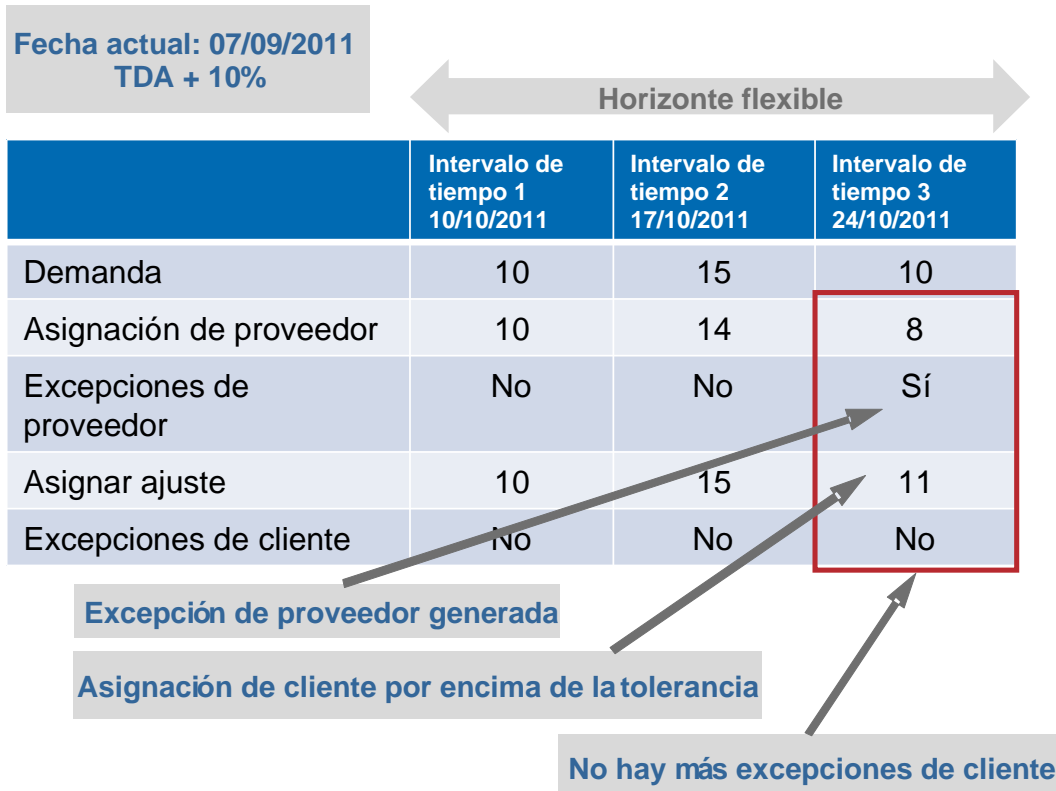 Fecha actual: 07/09/2011
TDA + 10%
Horizonte flexible
Intervalo de tiempo 1 10/10/2011
Intervalo de tiempo 2 17/10/2011
Intervalo de tiempo 3 24/10/2011
Demanda 10 15 10
Asignación de proveedor 10 14 8
Excepciones de proveedor No No Sí
Asignar ajuste 10 15 11
Excepciones de cliente No No No
Excepción de proveedor generada
Asignación de cliente por encima de la tolerancia
No hay más excepciones de cliente